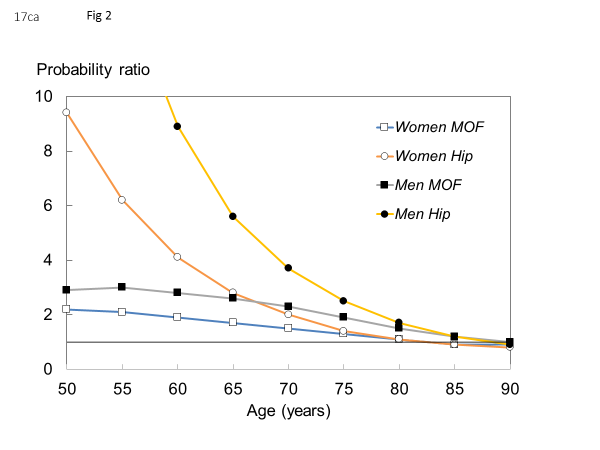 17ca
Fig 2
Probability ratio
10
8
6
4
2
0
Women MOF
Women Hip
Men MOF
Men Hip
50 55 60 65 70 75 80 85 90
Age (years)